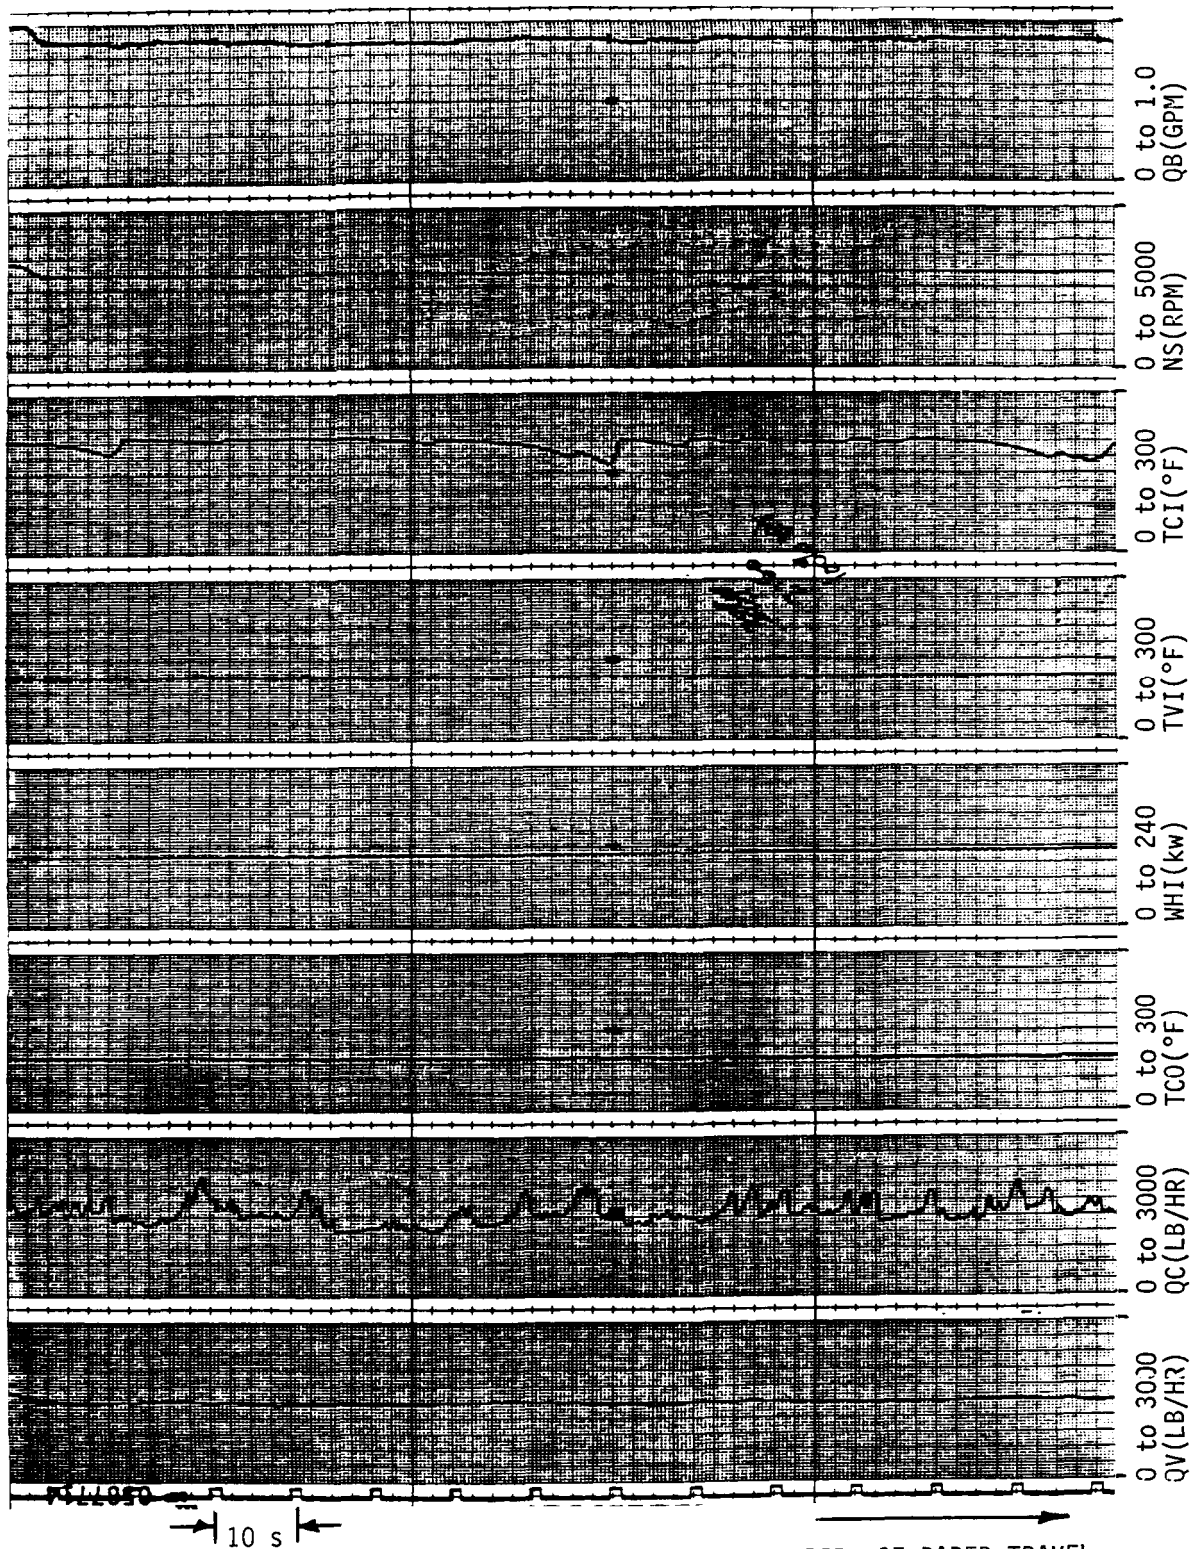 0 to 1.0
QB(GPM)
0 to 5000
NS(RPM)
0 to 300
TCI(°F)
0 to 300
TVI(°F)
0 to 240
WHI(kw)
0 to 300
TCO(°F)
0 to 3000
QC(LB/HR)
0 to 3000
QV(LB/HR)
10 s
OF PAPER TRAVEL